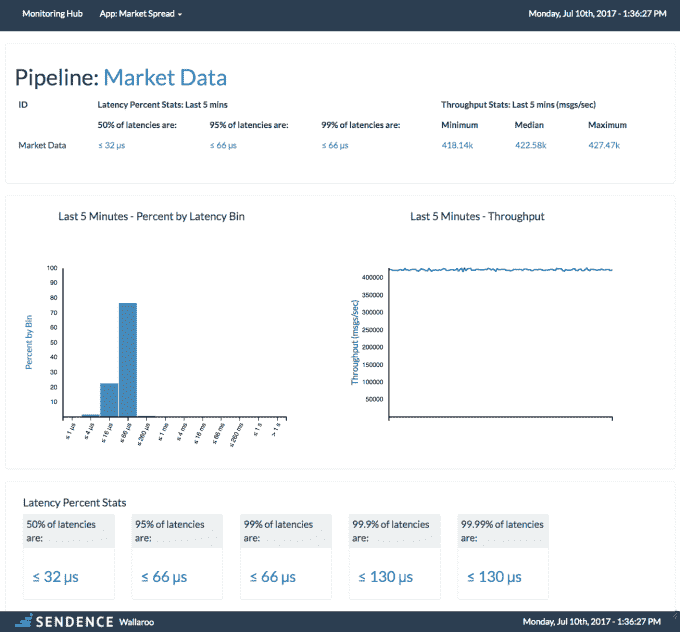 Monitoring Hub App: Market Spread Monday, Jul 10th, 2017 - 1:36:27 PM
Pipeline: Market Data
ID Latency Percent Stats: Last 5 mins Throughput Stats: Last 5 mins (msgs/sec)
50% of latencies are: 95% of latencies are: 99% of latencies are: Minimum Median Maximum
Market Data ≤ 32 μs ≤ 66 μs ≤ 66 μs 418.14k 422.58k 427.47k
Last 5 Minutes - Percent by Latency Bin
Percent by Bin
100
90
80
70
60
50
40
30
20
10
≤ 1 μs ≤ 4 μs ≤ 16 μs ≤ 66 μs ≤ 260 μs ≤ 1 ms ≤ 4 ms ≤ 16 ms ≤ 66 ms ≤ 260 ms ≤ 1 s > 1 s
Last 5 Minutes - Throughput
Throughput (msgs/sec)
400000
350000
300000
250000
200000
150000
100000
50000
Latency Percent Stats
50% of latencies are:
≤ 32 μs
95% of latencies are:
≤ 66 μs
99% of latencies are:
≤ 66 μs
99.9% of latencies are:
≤ 130 μs
99.99% of latencies are:
≤ 130 μs
SENDENCE Wallaroo Monday, Jul 10th, 2017 - 1:36:27 PM